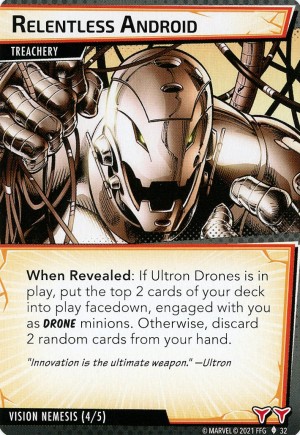 RELENTLESS ANDROID
TREACHERY
When Revealed: If Ultron Drones is in
play, put the top 2 cards of your deck
into play facedown, engaged with you
as DRONE minions. Otherwise, discard
2 random cards from your hand.
"Innovation is the ultimate weapon." —Ultron
VISION NEMESIS (4/5)
© MARVEL © 2021 FFG 32